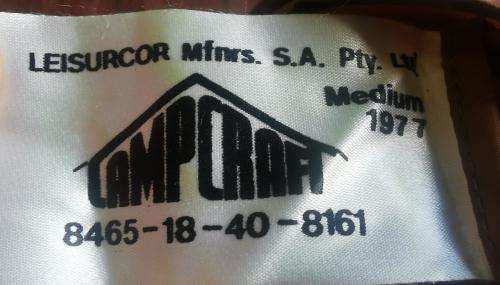 LEISURCOR Mfnrs. S.A. Pty. Ltd
Medium
1977
CAMPCRAFT
8465-18-40-8161